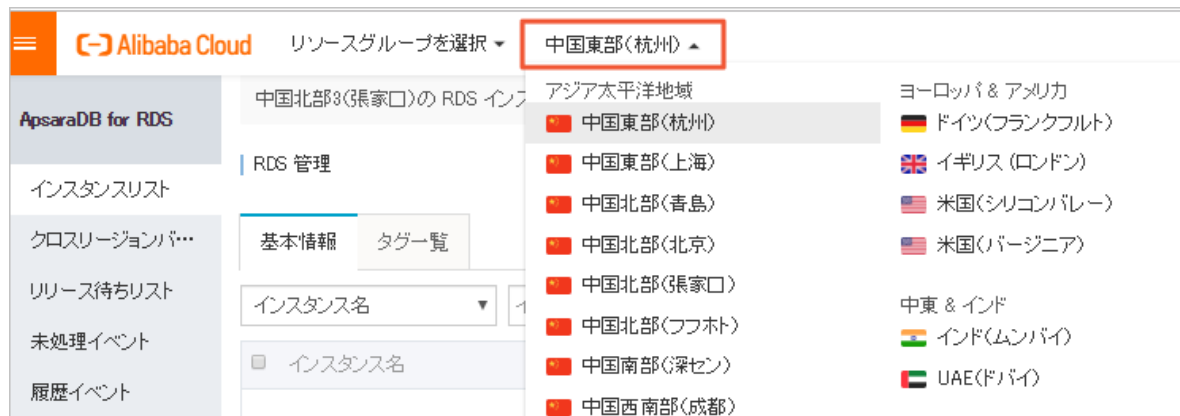 Alibaba Cloud リソースグループを選択 中国東部(杭州)
ApsaraDB for RDS
インスタンスリスト
クロスリージョンバ…
リリース待ちリスト
未処理イベント
履歴イベント
中国北部3(張家口)の RDS インス
RDS 管理
基本情報 タグ一覧
インスタンス名
インスタンス名
アジア太平洋地域
中国東部(杭州)
中国東部(上海)
中国北部(青島)
中国北部(北京)
中国北部(張家口)
中国北部(フフホト)
中国南部(深セン)
中国西南部(成都)
ヨーロッパ & アメリカ
ドイツ(フランクフルト)
イギリス (ロンドン)
米国(シリコンバレー)
米国(バージニア)
中東 & インド
インド(ムンバイ)
UAE(ドバイ)